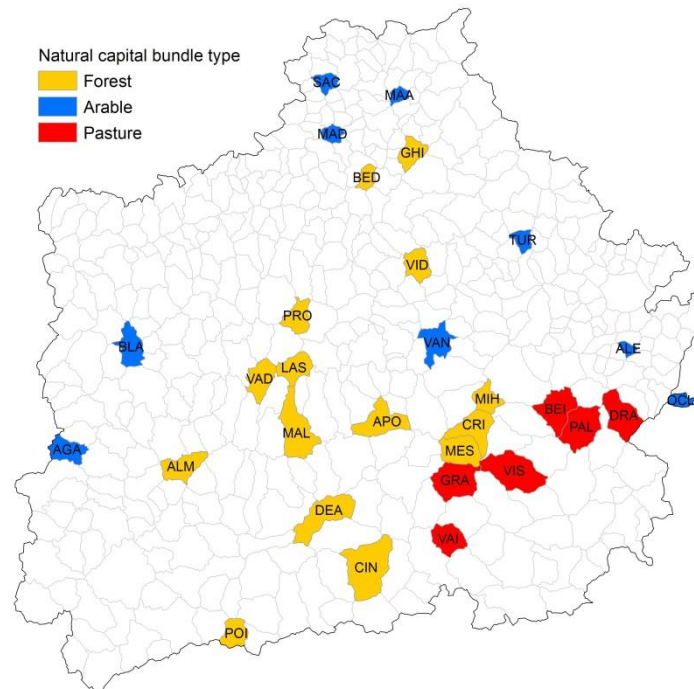 Natural capital bundle type
Forest
Arable
Pasture
SAC
MAA
MAD
GHI
BED
TUR
VID
PRO
BLA
VAN
ALE
LAS
VAD
MIH
OCH
BEI
DRA
APO
CRI
PAL
MAL
AGA
MES
ALM
VIS
GRA
DEA
VAI
CIN
POI